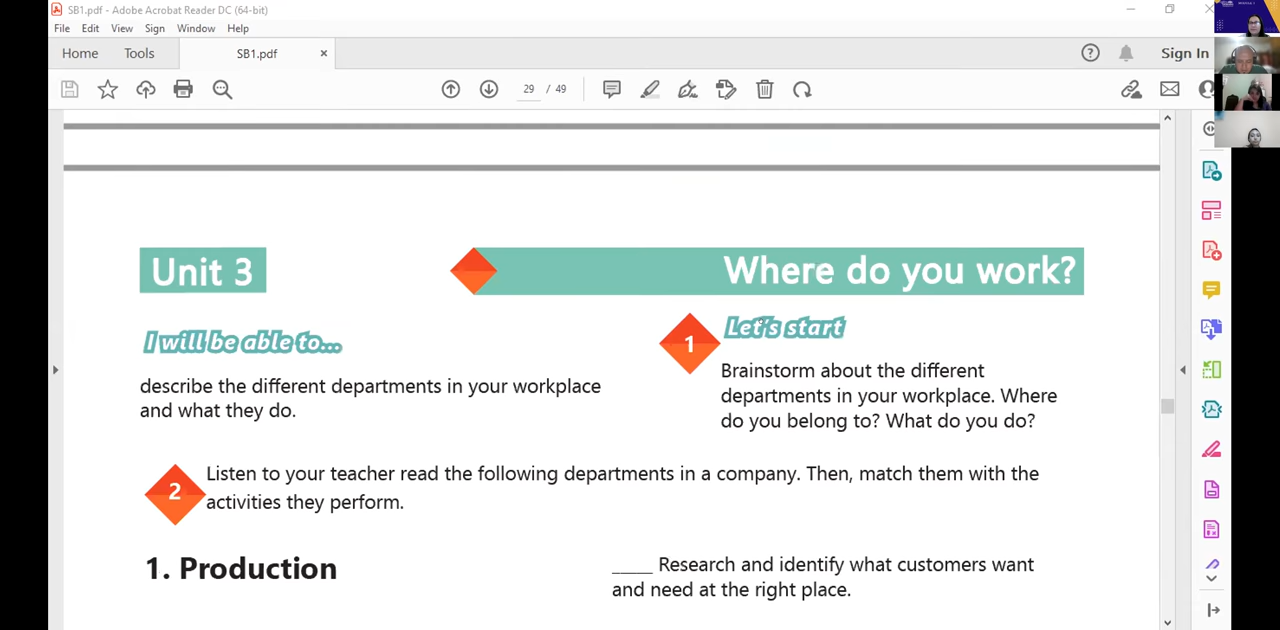 SB1.pdf - Adobe Acrobat Reader DC (64-bit)
File Edit View Sign Window Help
Home Tools SB1.pdf × Sign In
29 / 49
Unit 3
Where do you work?
I will be able to...
describe the different departments in your workplace
and what they do.
1
Let's start
Brainstorm about the different
departments in your workplace. Where
do you belong to? What do you do?
2
Listen to your teacher read the following departments in a company. Then, match them with the
activities they perform.
1. Production
_____ Research and identify what customers want
and need at the right place.